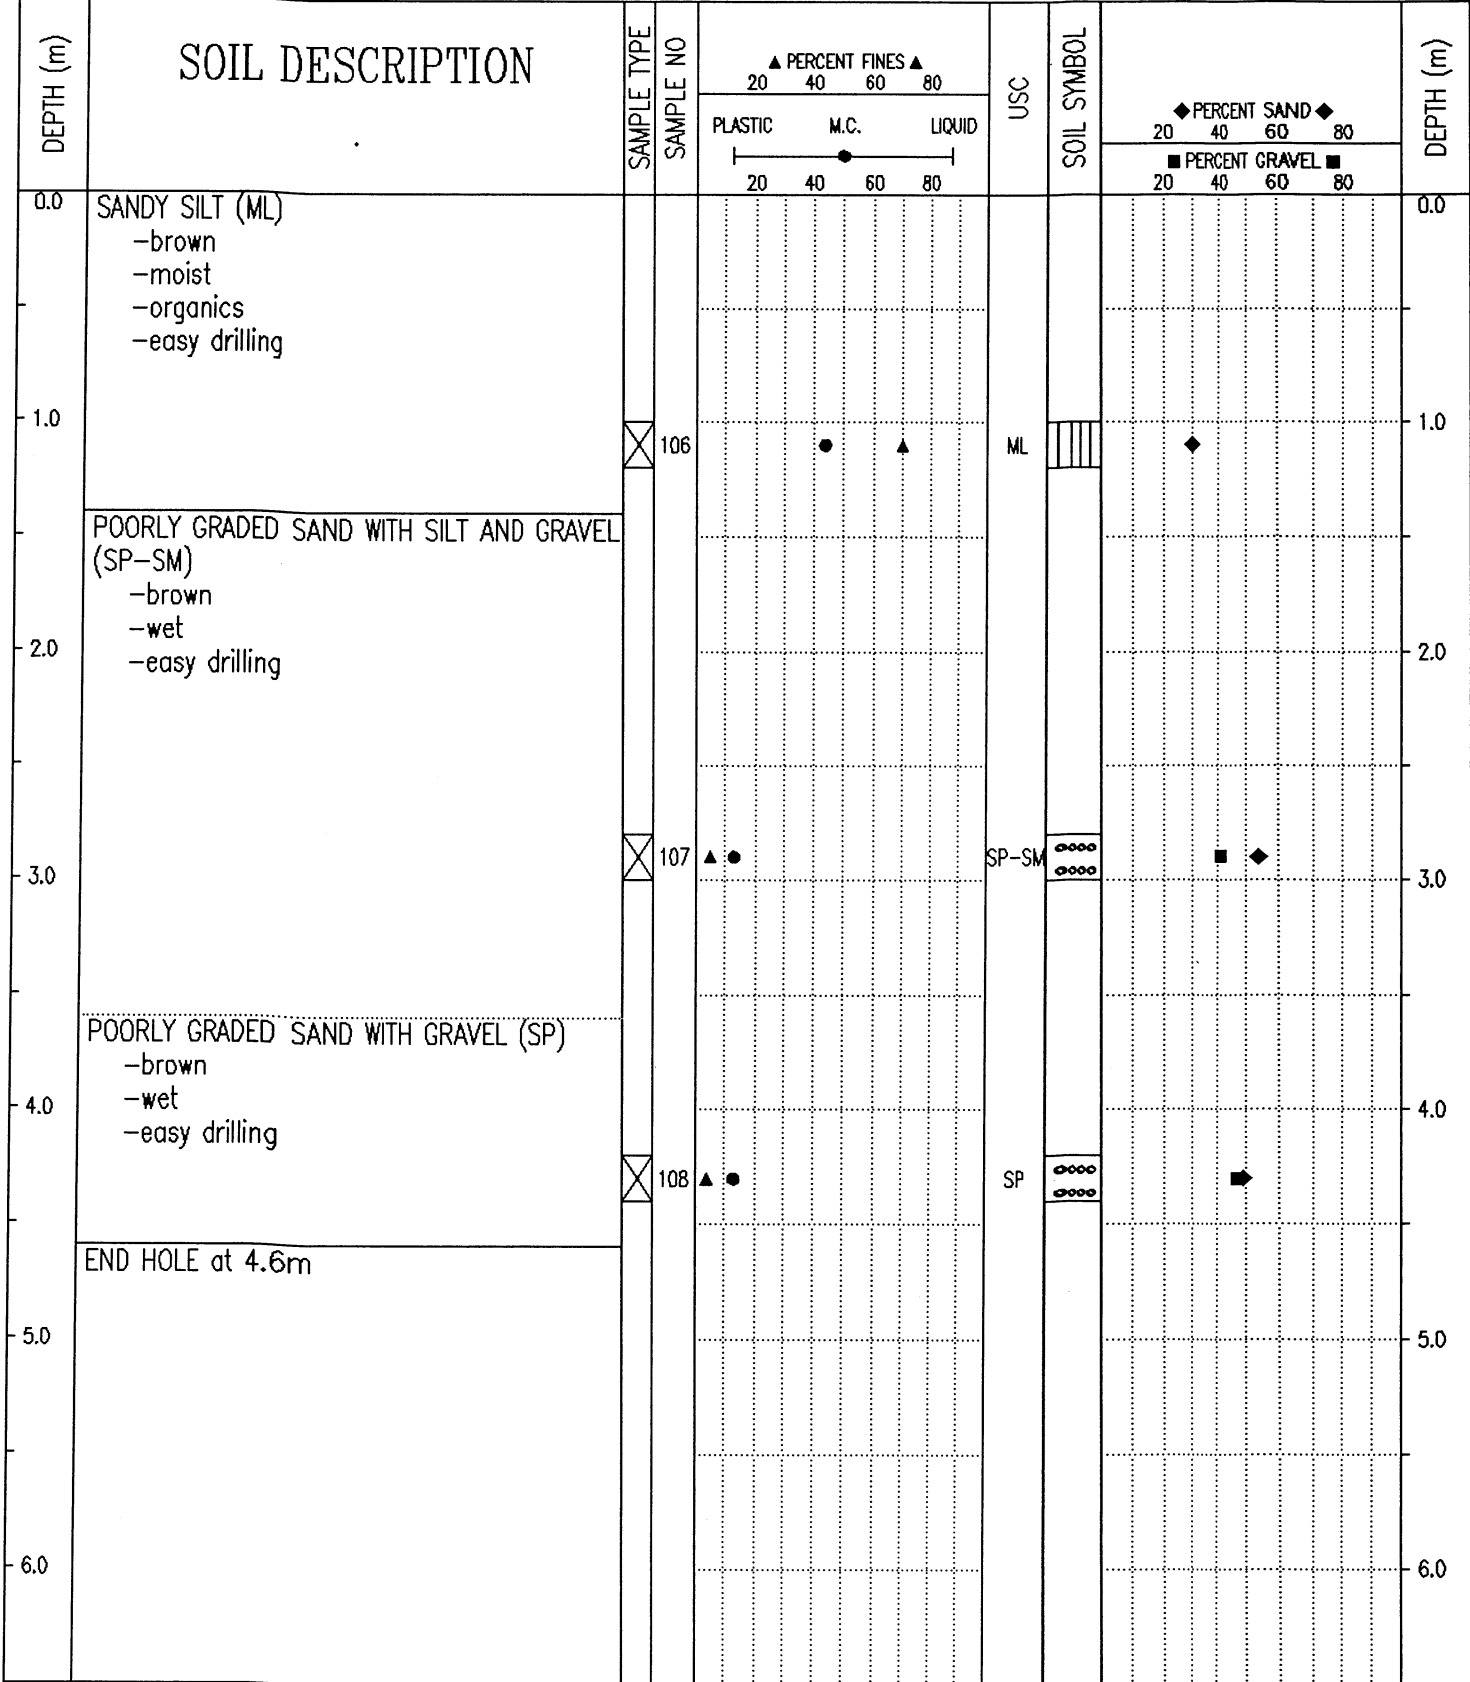 DEPTH (m)
SOIL DESCRIPTION
SAMPLE TYPE
SAMPLE NO
▲ PERCENT FINES ▲
20 40 60 80
PLASTIC M.C. LIQUID
20 40 60 80
USC
SOIL SYMBOL
◆ PERCENT SAND ◆
20 40 60 80
■ PERCENT GRAVEL ■
20 40 60 80
DEPTH (m)
0.0 SANDY SILT (ML) 0.0
-brown
-moist
-organics
-easy drilling
1.0 1.0
106 ML
POORLY GRADED SAND WITH SILT AND GRAVEL
(SP-SM)
-brown
-wet
2.0 2.0
-easy drilling
107 SP-SM
3.0 3.0
POORLY GRADED SAND WITH GRAVEL (SP)
-brown
-wet
4.0 4.0
-easy drilling
108 SP
END HOLE at 4.6m
5.0 5.0
6.0 6.0